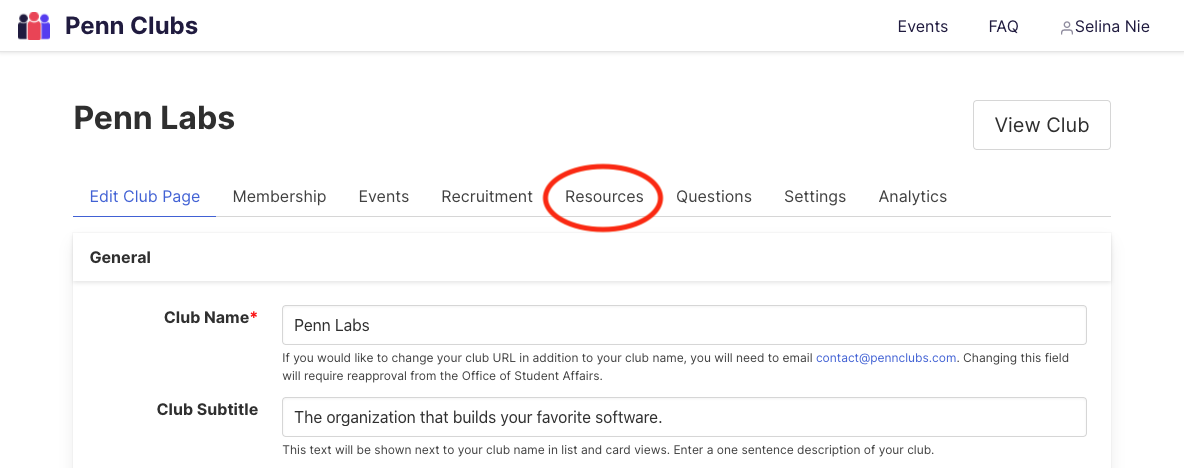 Penn Clubs
Events FAQ Selina Nie
Penn Labs
View Club
Edit Club Page Membership Events Recruitment Resources Questions Settings Analytics
General
Club Name*
Penn Labs
If you would like to change your club URL in addition to your club name, you will need to email contact@pennclubs.com. Changing this field
will require reapproval from the Office of Student Affairs.
Club Subtitle
The organization that builds your favorite software.
This text will be shown next to your club name in list and card views. Enter a one sentence description of your club.